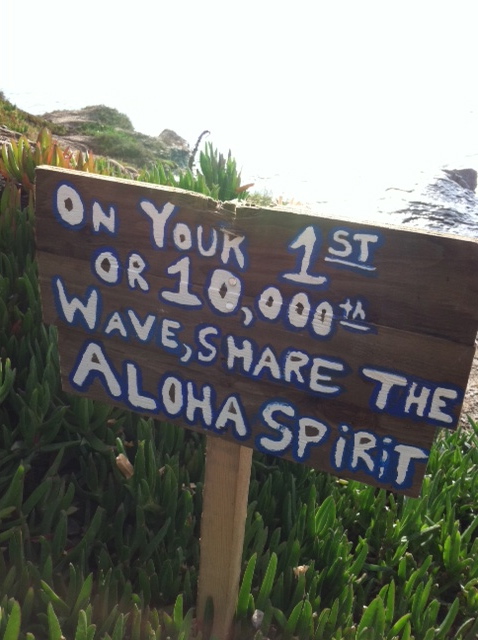 ON YOUR 1ST
OR 10,000th
WAVE, SHARE THE
ALOHA SPiRiT